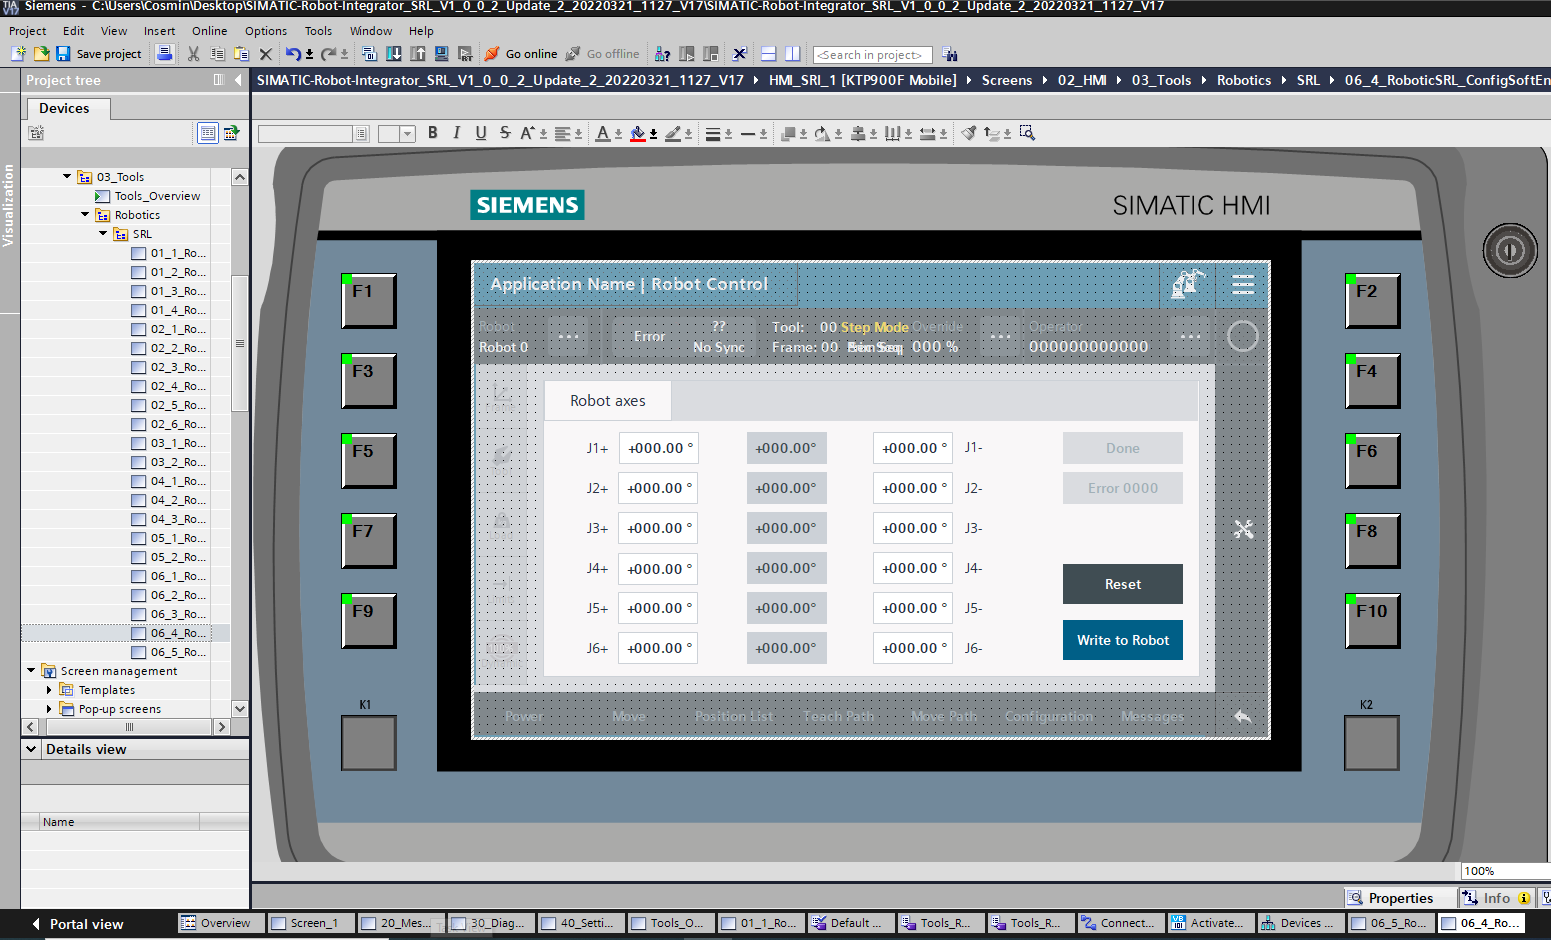 Siemens - C:\Users\Cosmin\Desktop\SIMATIC-Robot-Integrator_SRL_V1_0_0_2_Update_2_20220321_1127_V17\SIMATIC-Robot-Integrator_SRL_V1_0_0_2_Update_2_20220321_1127_V17
Project Edit View Insert Online Options Tools Window Help
Save project Go online Go offline <Search in project>
Project tree
SIMATIC-Robot-Integrator_SRL_V1_0_0_2_Update_2_20220321_1127_V17 HMI_SRL_1 [KTP900F Mobile] Screens 02_HMI 03_Tools Robotics SRL 06_4_RoboticSRL_ConfigSoftEn
Devices
B I U S A A
Visualization
03_Tools
Tools_Overview
Robotics
SRL
01_1_Ro...
01_2_Ro...
01_3_Ro...
01_4_Ro...
02_1_Ro...
02_2_Ro...
02_3_Ro...
02_4_Ro...
02_5_Ro...
02_6_Ro...
03_1_Ro...
03_2_Ro...
04_1_Ro...
04_2_Ro...
04_3_Ro...
05_1_Ro...
05_2_Ro...
06_1_Ro...
06_2_Ro...
06_3_Ro...
06_4_Ro...
06_5_Ro...
Screen management
Templates
Pop-up screens
Details view
Name
SIEMENS
SIMATIC HMI
F1
F3
F5
F7
F9
K1
F2
F4
F6
F8
F10
K2
Application Name | Robot Control
Robot Error ?? Tool: 00 Step Mode Override Operator
Robot 0 No Sync Frame: 00 000 % 000000000000
Robot axes
J1+ +000.00 ° +000.00° +000.00 ° J1- Done
J2+ +000.00 ° +000.00° +000.00 ° J2- Error 0000
J3+ +000.00 ° +000.00° +000.00 ° J3-
J4+ +000.00 ° +000.00° +000.00 ° J4- Reset
J5+ +000.00 ° +000.00° +000.00 ° J5-
J6+ +000.00 ° +000.00° +000.00 ° J6- Write to Robot
Power Move Position List Teach Path Move Path Configuration Messages
100%
Properties Info
Portal view Overview Screen_1 20_Mes... 30_Diag... 40_Setti... Tools_O... 01_1_Ro... Default ... Tools_R... Tools_R... Connect... Activate... Devices ... 06_5_Ro... 06_4_Ro...